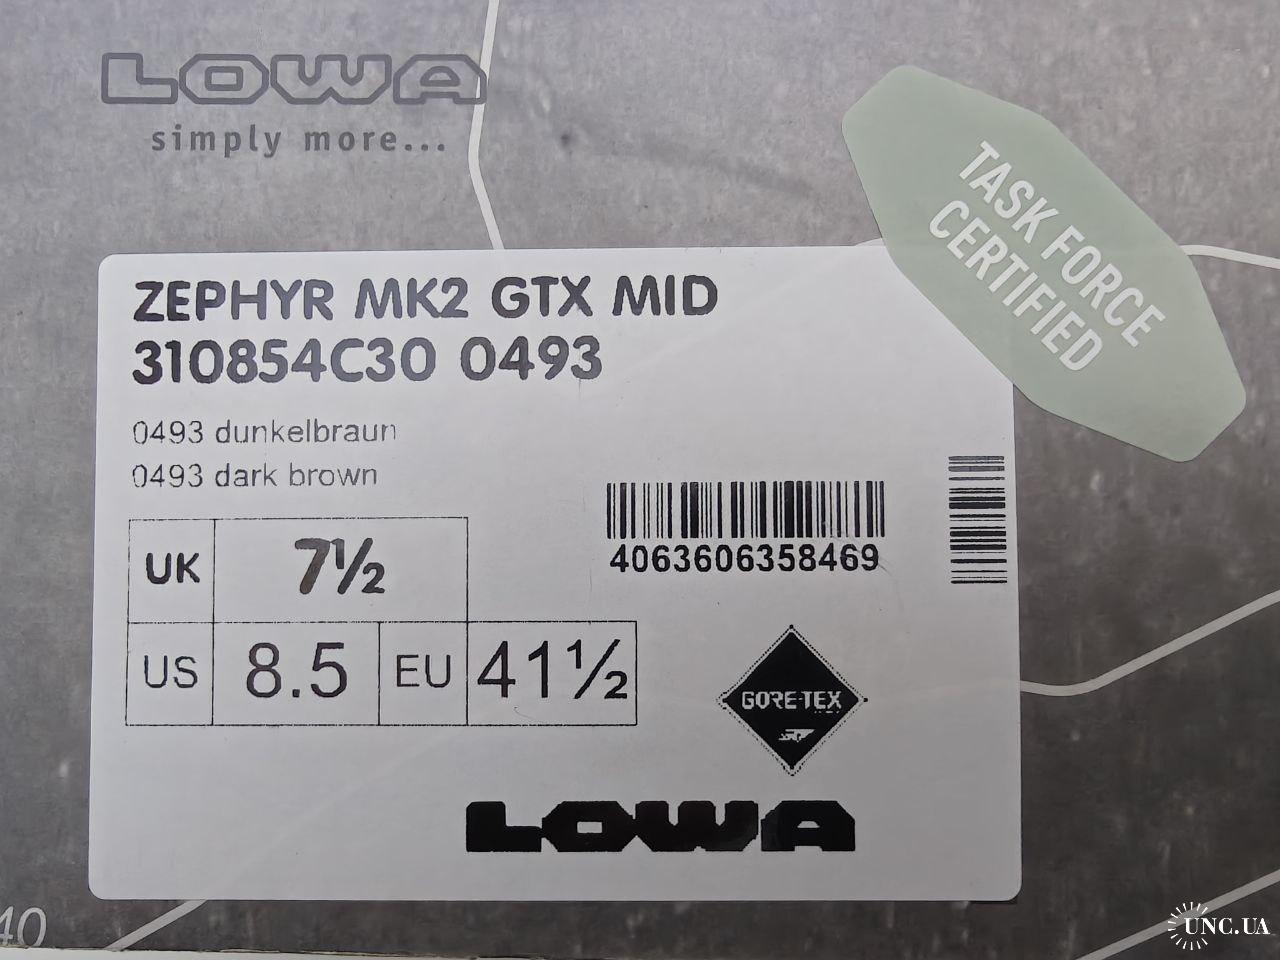 LOWA
simply more...
TASK FORCE
CERTIFIED
ZEPHYR MK2 GTX MID
310854C30 0493
0493 dunkelbraun
0493 dark brown
UK 7½
US 8.5 EU 41½
4063606358469
GORE-TEX
LOWA
40
UNC.UA